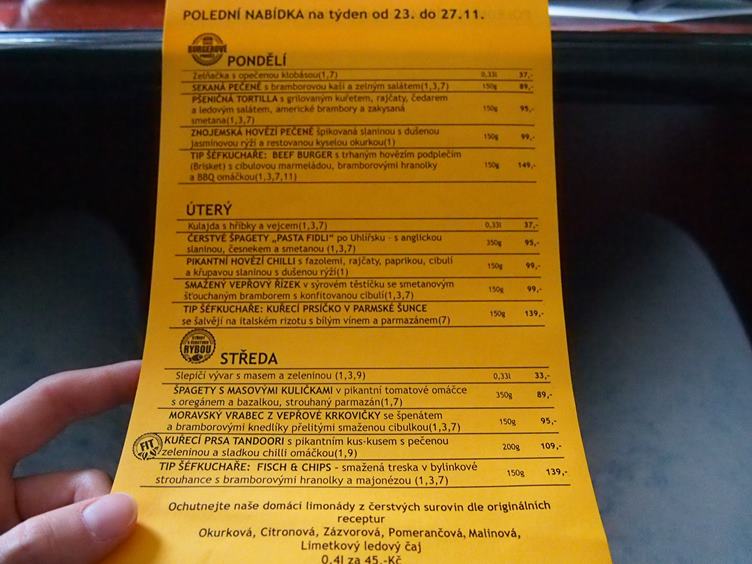 POLEDNÍ NABÍDKA na týden od 23. do 27.11.
BURGEROVÉ
PONDĚLÍ
Zelňačka s opečenou klobásou(1,7) 0,33l 37,-
SEKANÁ PEČENĚ s bramborovou kaší a zelným salátem(1,3,7) 150g 89,-
PŠENIČNÁ TORTILLA s grilovaným kuřetem, rajčaty, čedarem
a ledovým salátem, americké brambory a zakysaná 150g 95,-
smetana(1,3,7)
ZNOJEMSKÁ HOVĚZÍ PEČENĚ špikovaná slaninou s dušenou
jasmínovou rýží a restovanou kyselou okurkou(1) 150g 99,-
TIP ŠÉFKUCHAŘE: BEEF BURGER s trhaným hovězím podplečím
(Brisket) s cibulovou marmeládou, bramborovými hranolky 150g 149,-
a BBQ omáčkou(1,3,7,11)
ÚTERÝ
Kulajda s hříbky a vejcem(1,3,7) 0,33l 37,-
ČERSTVÉ ŠPAGETY „PASTA FIDLI" po Uhlířsku - s anglickou
slaninou, česnekem a smetanou (1,3,7) 350g 95,-
PIKANTNÍ HOVĚZÍ CHILLI s fazolemi, rajčaty, paprikou, cibulí
a křupavou slaninou s dušenou rýží(1) 150g 99,-
SMAŽENÝ VEPŘOVÝ ŘÍZEK v sýrovém těstíčku se smetanovým
šťouchaným bramborem s konfitovanou cibulí(1,3,7) 150g 99,-
TIP ŠÉFKUCHAŘE: KUŘECÍ PRSÍČKO V PARMSKÉ ŠUNCE
se šalvějí na italském rizotu s bílým vínem a parmazánem(7) 150g 139,-
RYBOU
STŘEDA
Slepičí vývar s masem a zeleninou (1,3,9) 0,33l 33,-
ŠPAGETY S MASOVÝMI KULIČKAMI v pikantní tomatové omáčce
s oregánem a bazalkou, strouhaný parmazán(1,7) 350g 89,-
MORAVSKÝ VRABEC Z VEPŘOVÉ KRKOVIČKY se špenátem
a bramborovými knedlíky přelitými smaženou cibulkou(1,3,7) 150g 95,-
FIT KUŘECÍ PRSA TANDOORI s pikantním kus-kusem s pečenou
zeleninou a sladkou chilli omáčkou(1,9) 200g 109,-
TIP ŠÉFKUCHAŘE: FISCH & CHIPS - smažená treska v bylinkové
strouhance s bramborovými hranolky a majonézou (1,3,7) 150g 139,-
Ochutnejte naše domácí limonády z čerstvých surovin dle originálních
receptur
Okurková, Citronová, Zázvorová, Pomerančová, Malinová,
Limetkový ledový čaj
0,4l za 45,-Kč